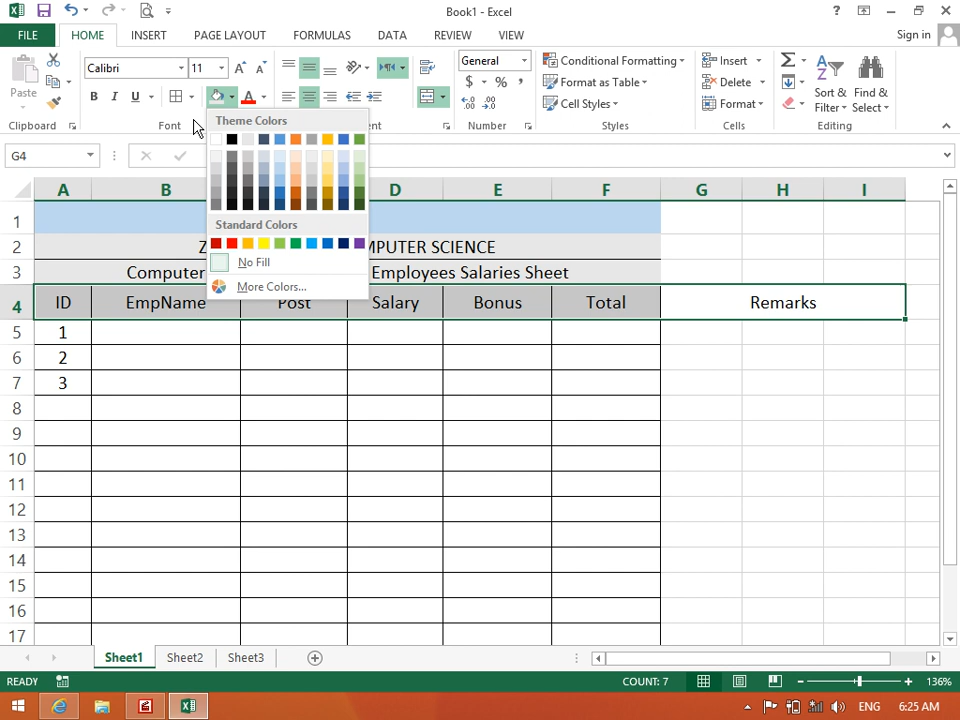 Book1 - Excel
FILE HOME INSERT PAGE LAYOUT FORMULAS DATA REVIEW VIEW Sign in
Calibri 11 General Conditional Formatting Insert
Paste Format as Table Delete Sort & Find &
B I U A $ % , Cell Styles Format Filter Select
Clipboard Font Number Styles Cells Editing
G4
Theme Colors
Standard Colors
No Fill
More Colors...
A B D E F G H I
1
2 COMPUTER SCIENCE
3 Computer Employees Salaries Sheet
4 ID EmpName Post Salary Bonus Total Remarks
5 1
6 2
7 3
8
9
10
11
12
13
14
15
16
17
Sheet1 Sheet2 Sheet3
READY COUNT: 7 136%
ENG 6:25 AM